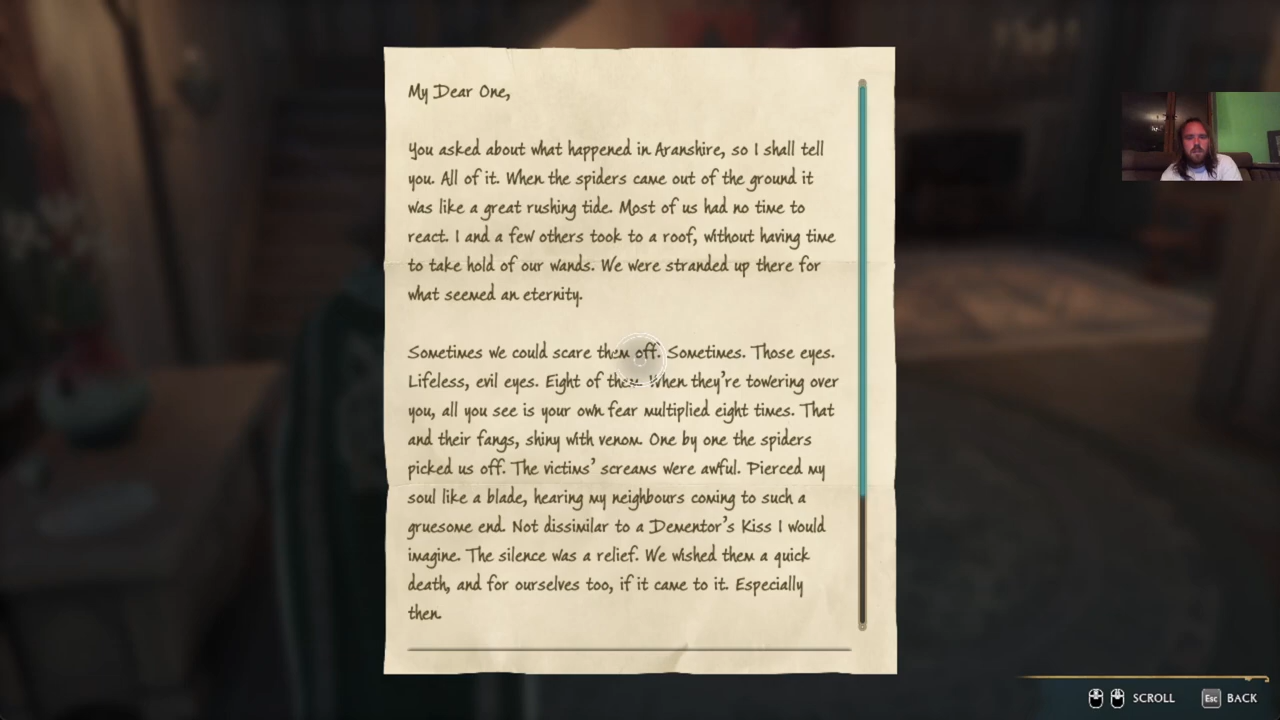 My Dear One,
You asked about what happened in Aranshire, so I shall tell
you. All of it. When the spiders came out of the ground it
was like a great rushing tide. Most of us had no time to
react. I and a few others took to a roof, without having time
to take hold of our wands. We were stranded up there for
what seemed an eternity.
Sometimes we could scare them off. Sometimes. Those eyes.
Lifeless, evil eyes. Eight of them. When they're towering over
you, all you see is your own fear multiplied eight times. That
and their fangs, shiny with venom. One by one the spiders
picked us off. The victims' screams were awful. Pierced my
soul like a blade, hearing my neighbours coming to such a
gruesome end. Not dissimilar to a Dementor's Kiss I would
imagine. The silence was a relief. We wished them a quick
death, and for ourselves too, if it came to it. Especially
then.
SCROLL Esc BACK